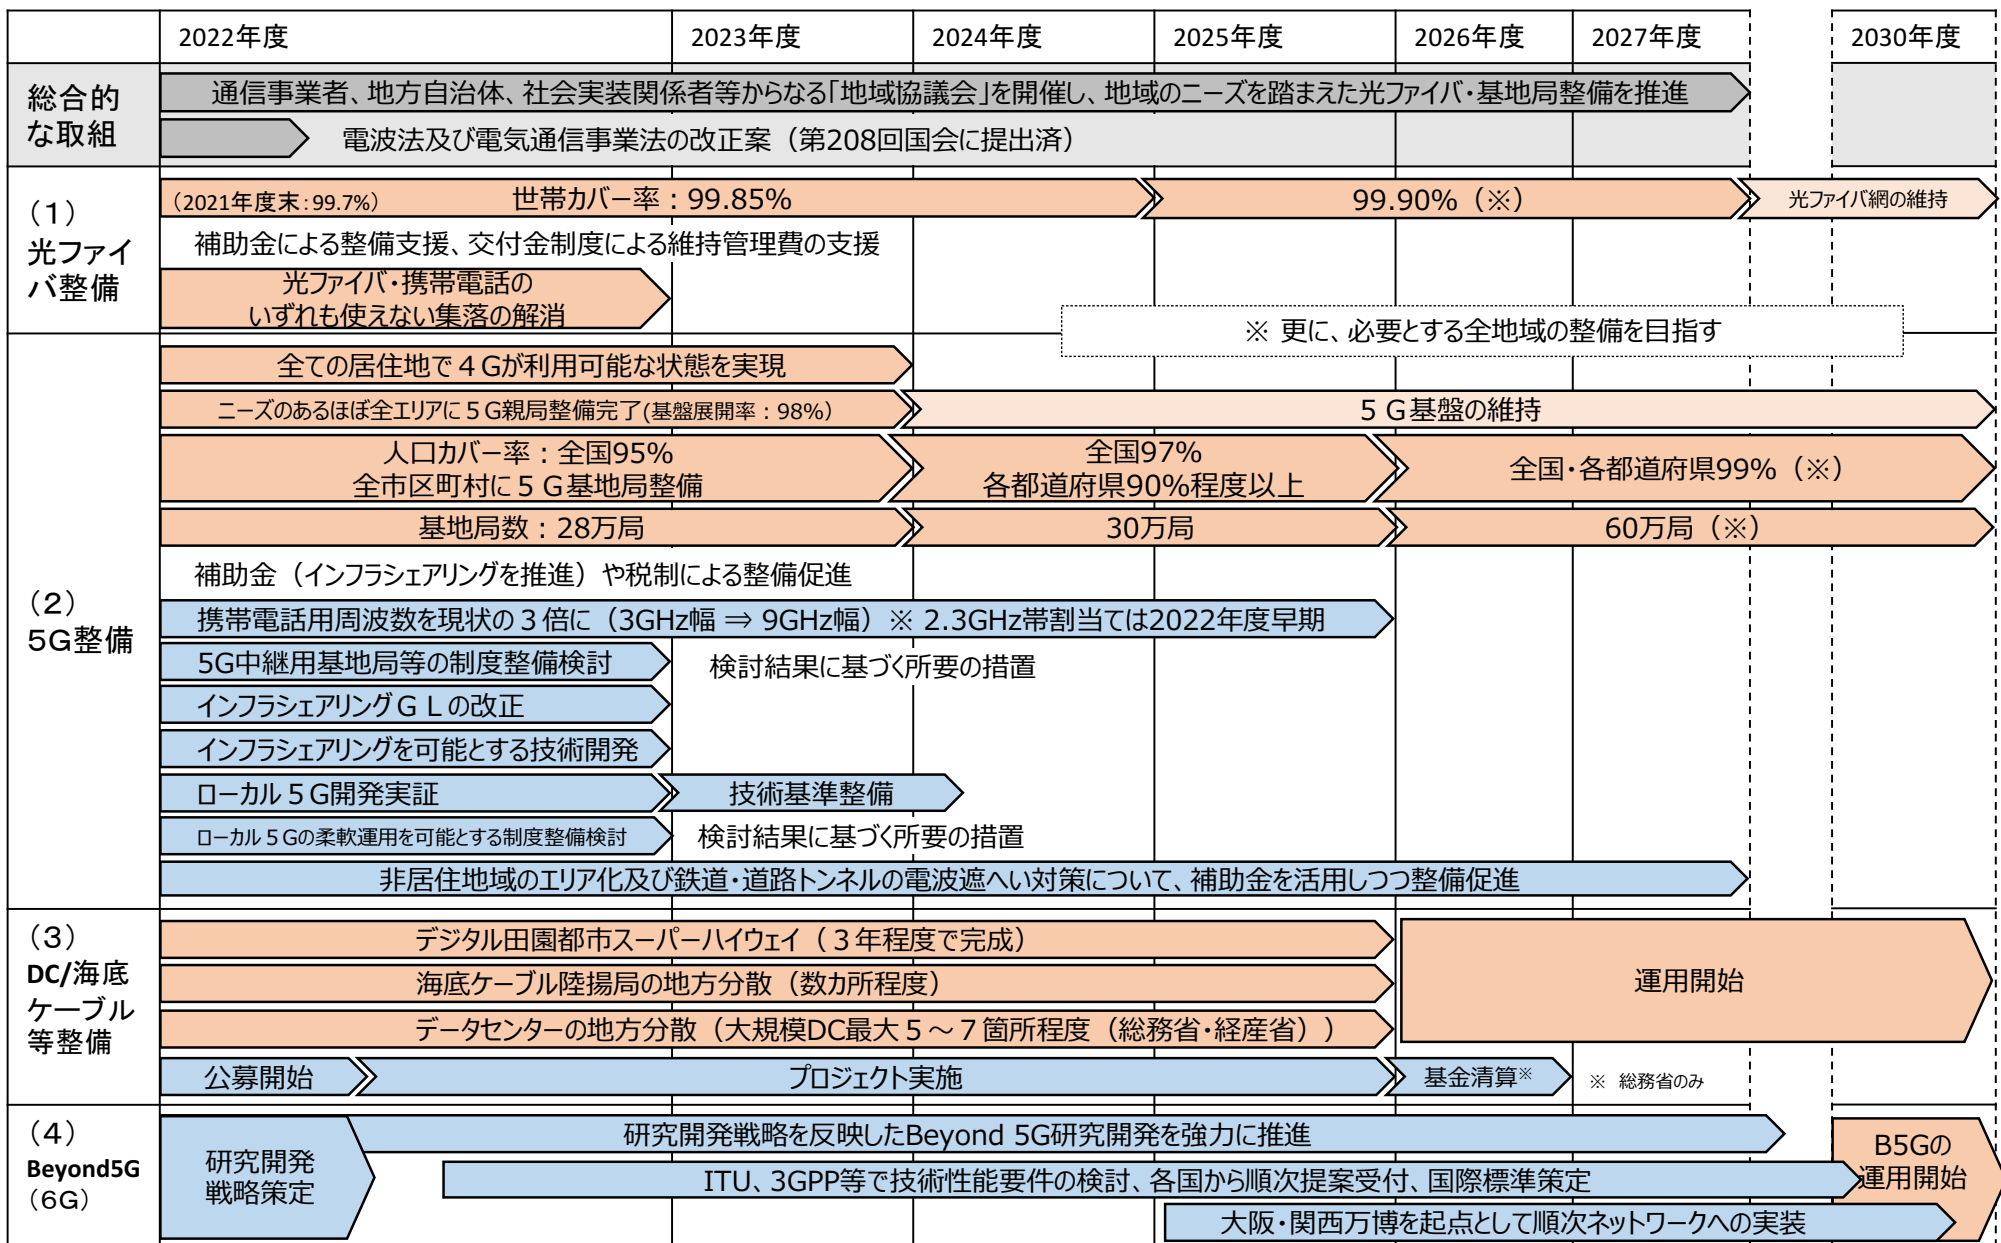 2022年度
2023年度
2024年度
2025年度
2026年度
2027年度
2030年度
総合的
な取組
通信事業者、地方自治体、社会実装関係者等からなる「地域協議会」を開催し、地域のニーズを踏まえた光ファイバ・基地局整備を推進
電波法及び電気通信事業法の改正案（第208回国会に提出済）
（1）
光ファイ
バ整備
（2021年度末：99.7%）
世帯カバー率：99.85%
99.90%（※）
光ファイバ網の維持
補助金による整備支援、交付金制度による維持管理費の支援
光ファイバ・携帯電話の
いずれも使えない集落の解消
※ 更に、必要とする全地域の整備を目指す
（2）
5G整備
全ての居住地で４Gが利用可能な状態を実現
ニーズのあるほぼ全エリアに５G親局整備完了(基盤展開率：98%）
５G基盤の維持
人口カバー率：全国95%
全市区町村に５G基地局整備
全国97%
各都道府県90%程度以上
全国・各都道府県99%（※）
基地局数：28万局
30万局
60万局（※）
補助金（インフラシェアリングを推進）や税制による整備促進
携帯電話用周波数を現状の３倍に（3GHz幅 ⇒ 9GHz幅）※ 2.3GHz帯割当ては2022年度早期
5G中継用基地局等の制度整備検討
検討結果に基づく所要の措置
インフラシェアリングＧＬの改正
インフラシェアリングを可能とする技術開発
ローカル５G開発実証
技術基準整備
ローカル５Gの柔軟運用を可能とする制度整備検討
検討結果に基づく所要の措置
非居住地域のエリア化及び鉄道・道路トンネルの電波遮へい対策について、補助金を活用しつつ整備促進
（3）
DC/海底
ケーブル
等整備
デジタル田園都市スーパーハイウェイ（３年程度で完成）
海底ケーブル陸揚局の地方分散（数カ所程度）
データセンターの地方分散（大規模DC最大５～７箇所程度（総務省・経産省））
運用開始
公募開始
プロジェクト実施
基金清算※
※ 総務省のみ
（4）
Beyond5G
（6G）
研究開発
戦略策定
研究開発戦略を反映したBeyond 5G研究開発を強力に推進
ITU、3GPP等で技術性能要件の検討、各国から順次提案受付、国際標準策定
大阪・関西万博を起点として順次ネットワークへの実装
B5Gの
運用開始